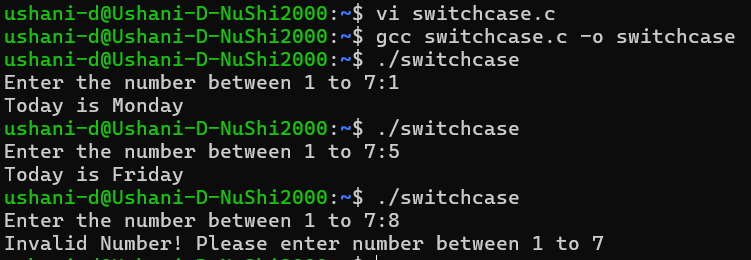 ushani-d@Ushani-D-NuShi2000:~$ vi switchcase.c
ushani-d@Ushani-D-NuShi2000:~$ gcc switchcase.c -o switchcase
ushani-d@Ushani-D-NuShi2000:~$ ./switchcase
Enter the number between 1 to 7:1
Today is Monday
ushani-d@Ushani-D-NuShi2000:~$ ./switchcase
Enter the number between 1 to 7:5
Today is Friday
ushani-d@Ushani-D-NuShi2000:~$ ./switchcase
Enter the number between 1 to 7:8
Invalid Number! Please enter number between 1 to 7
ushani-d@Ushani-D-NuShi2000:~$